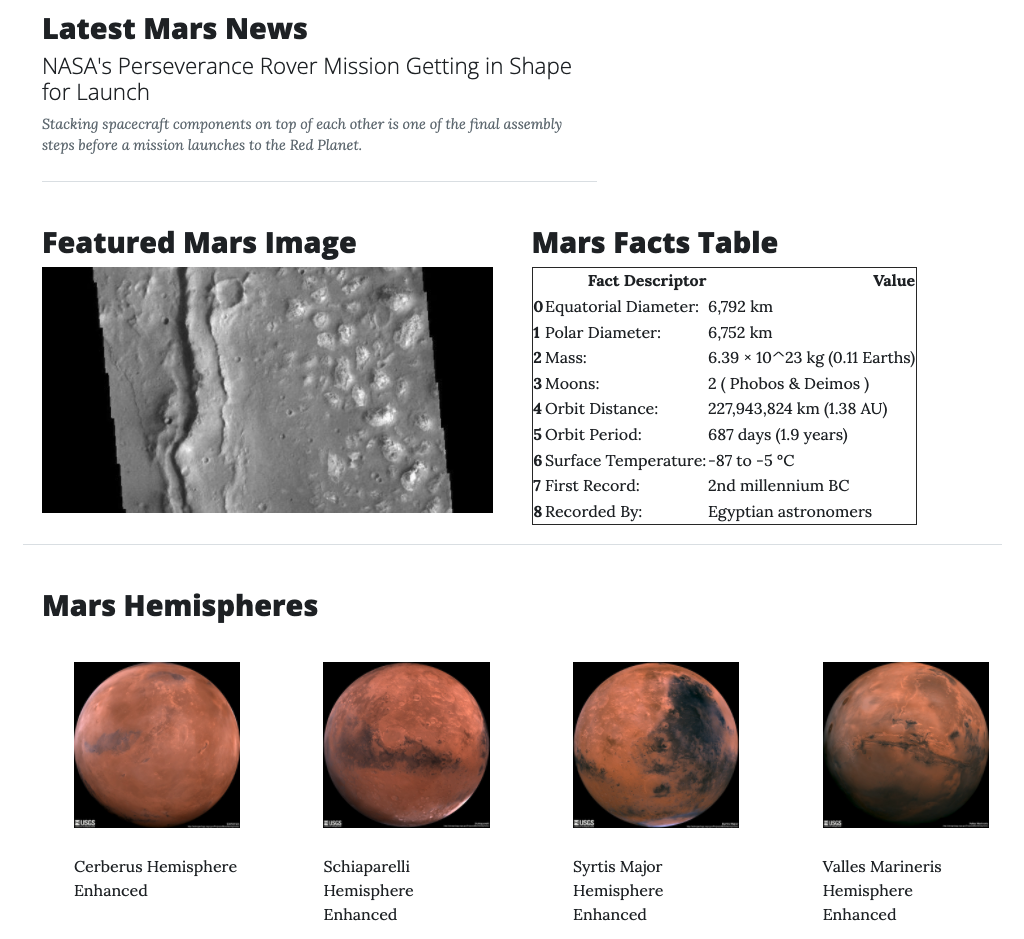 Latest Mars News
NASA's Perseverance Rover Mission Getting in Shape
for Launch
Stacking spacecraft components on top of each other is one of the final assembly
steps before a mission launches to the Red Planet.
Featured Mars Image
Mars Facts Table
Fact Descriptor Value
0 Equatorial Diameter: 6,792 km
1 Polar Diameter: 6,752 km
2 Mass: 6.39 × 10^23 kg (0.11 Earths)
3 Moons: 2 ( Phobos & Deimos )
4 Orbit Distance: 227,943,824 km (1.38 AU)
5 Orbit Period: 687 days (1.9 years)
6 Surface Temperature: -87 to -5 °C
7 First Record: 2nd millennium BC
8 Recorded By: Egyptian astronomers
Mars Hemispheres
USGS
USGS
USGS
USGS
Cerberus Hemisphere
Enhanced
Schiaparelli
Hemisphere
Enhanced
Syrtis Major
Hemisphere
Enhanced
Valles Marineris
Hemisphere
Enhanced